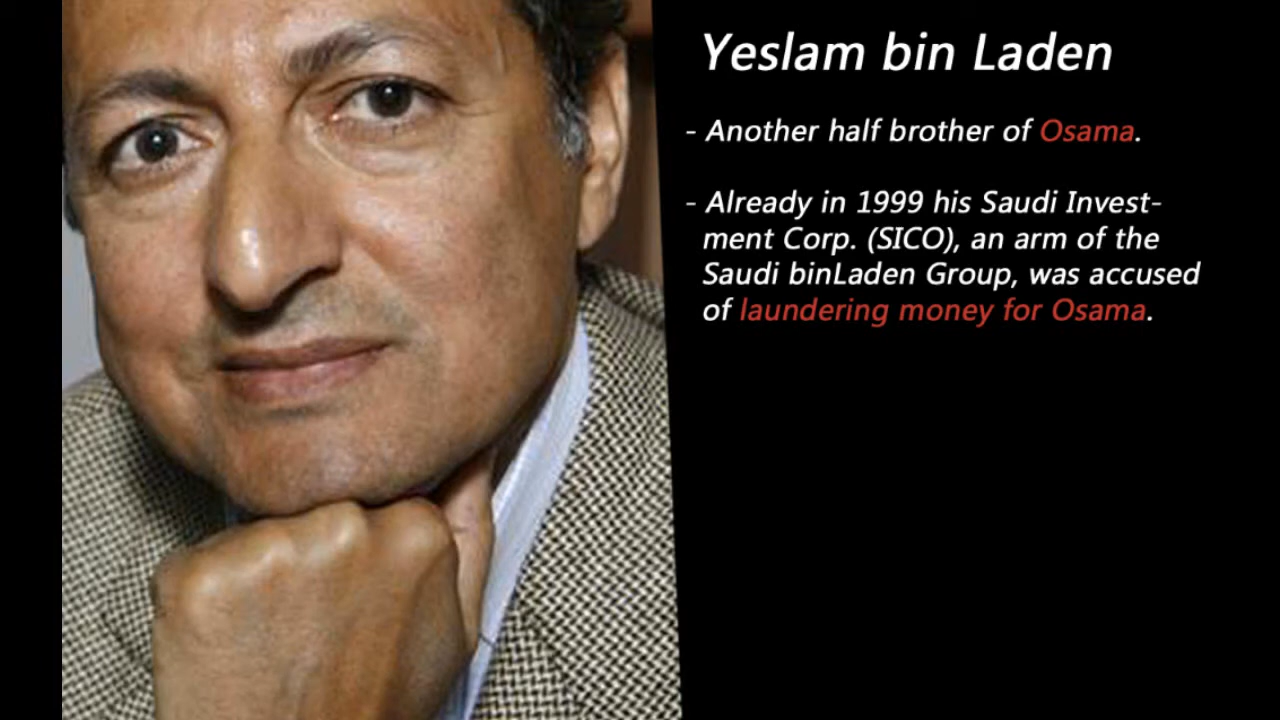 Yeslam bin Laden
- Another half brother of Osama.
- Already in 1999 his Saudi Invest-
ment Corp. (SICO), an arm of the
Saudi binLaden Group, was accused
of laundering money for Osama.